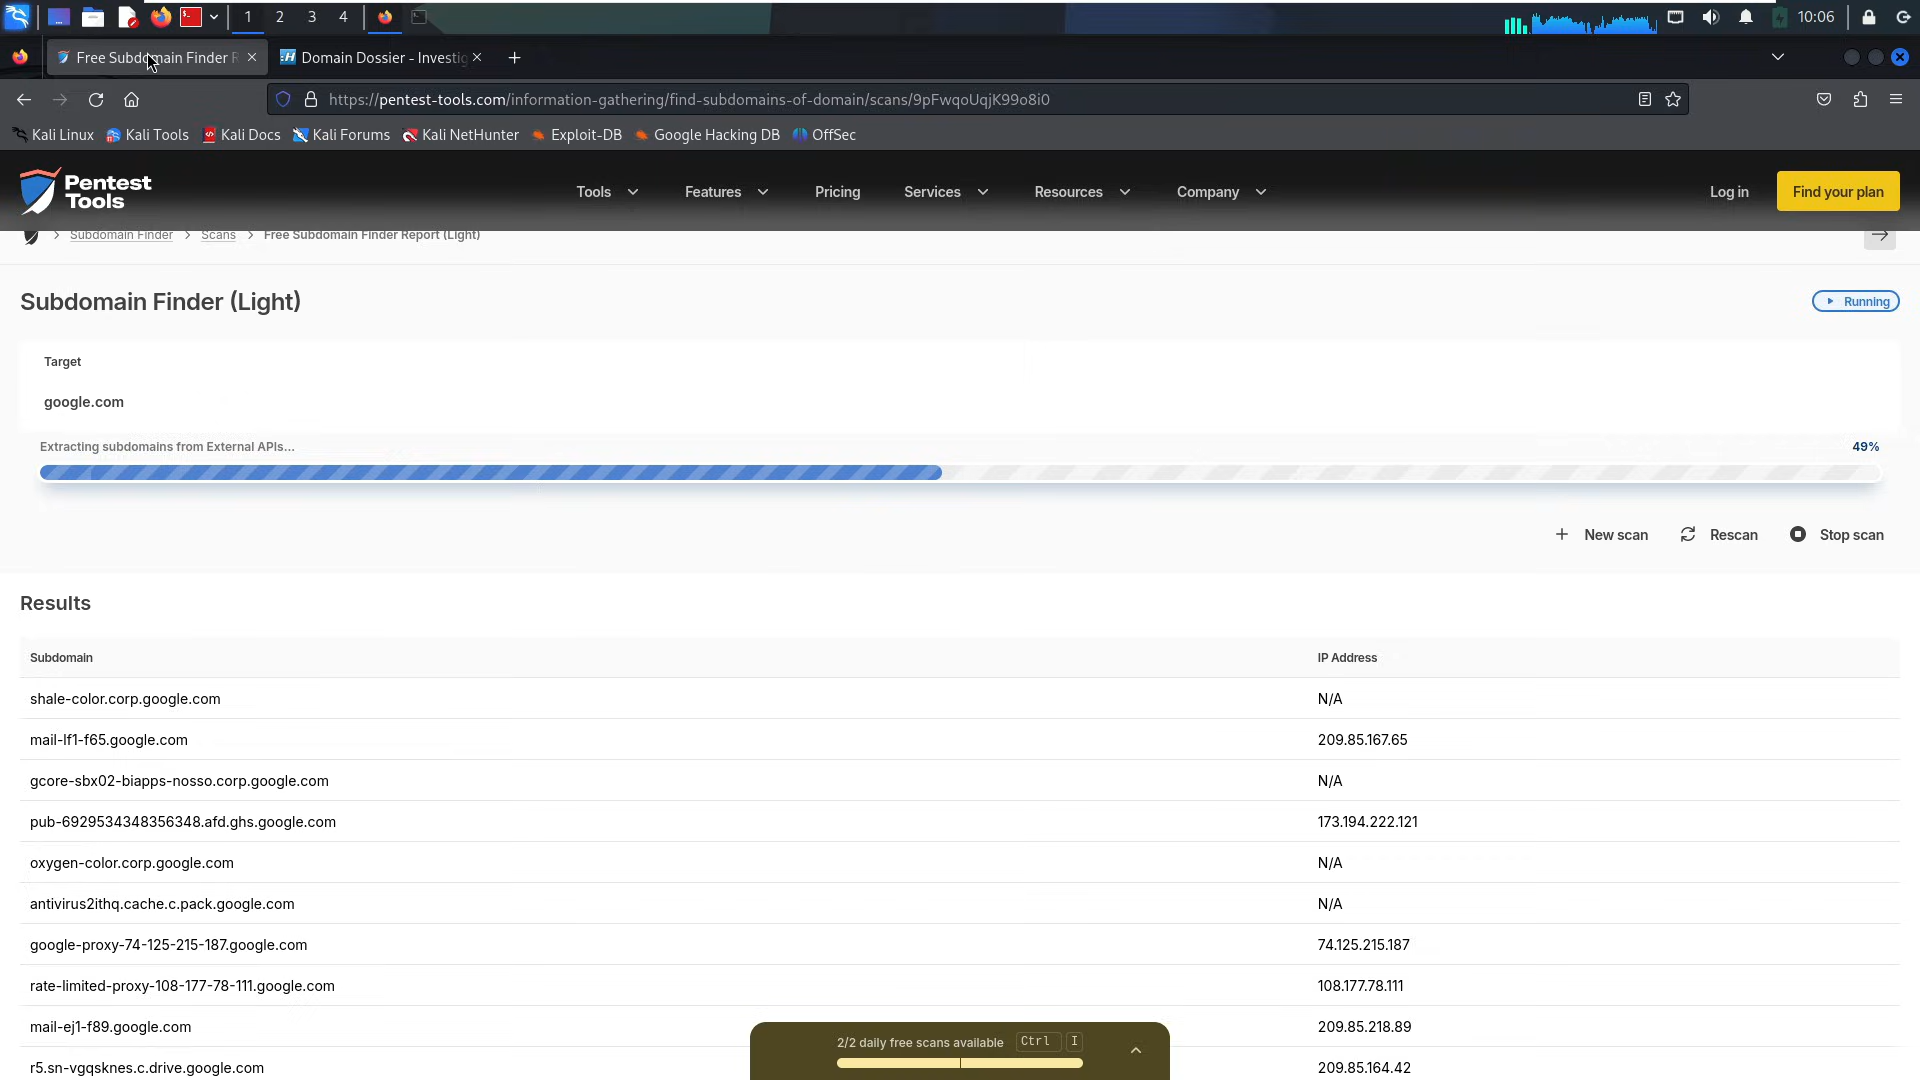 1 2 3 4 10:06
Free Subdomain Finder R Domain Dossier - Investig
https://pentest-tools.com/information-gathering/find-subdomains-of-domain/scans/9pFwqoUqjK99o8i0
Kali Linux Kali Tools Kali Docs Kali Forums Kali NetHunter Exploit-DB Google Hacking DB OffSec
Pentest
Tools
Tools Features Pricing Services Resources Company Log in Find your plan
Subdomain Finder > Scans > Free Subdomain Finder Report (Light)
Subdomain Finder (Light) Running
Target
google.com
Extracting subdomains from External APIs... 49%
New scan Rescan Stop scan
Results
Subdomain IP Address
shale-color.corp.google.com N/A
mail-lf1-f65.google.com 209.85.167.65
gcore-sbx02-biapps-nosso.corp.google.com N/A
pub-6929534348356348.afd.ghs.google.com 173.194.222.121
oxygen-color.corp.google.com N/A
antivirus2ithq.cache.c.pack.google.com N/A
google-proxy-74-125-215-187.google.com 74.125.215.187
rate-limited-proxy-108-177-78-111.google.com 108.177.78.111
mail-ej1-f89.google.com 209.85.218.89
2/2 daily free scans available Ctrl I
r5.sn-vgqsknes.c.drive.google.com 209.85.164.42